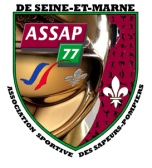 DE SEINE-ET-MARNE
ASSAP
77
ASSOCIATION SPORTIVE DES SAPEURS-POMPIERS